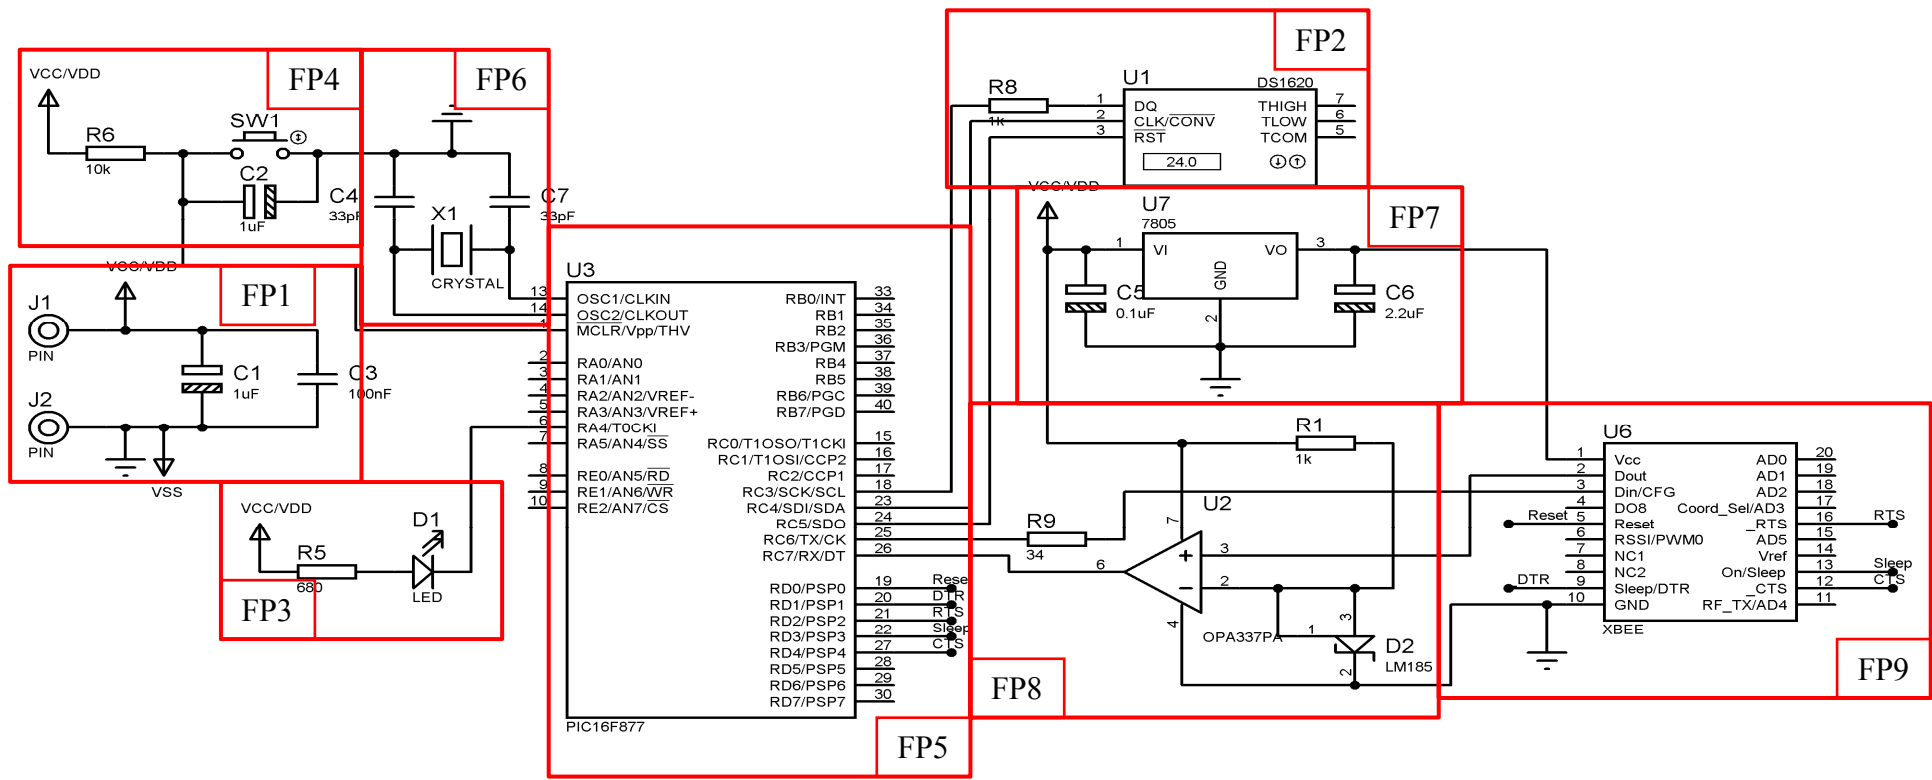 FP4
VCC/VDD
R6
10k
SW1
C2
1uF
FP6
C4
33pF
C7
33pF
X1
CRYSTAL
FP2
R8
1k
U1
DS1620
1 DQ THIGH 7
2 CLK/CONV TLOW 6
3 RST TCOM 5
24.0
FP7
VCC/VDD
U7
7805
1 VI VO 3
GND
2
C5
0.1uF
C6
2.2uF
FP1
VCC/VDD
J1
PIN
J2
PIN
C1
1uF
C3
100nF
VSS
FP3
VCC/VDD
R5
680
D1
LED
FP5
U3
13 OSC1/CLKIN RB0/INT 33
14 OSC2/CLKOUT RB1 34
1 MCLR/Vpp/THV RB2 35
RB3/PGM 36
2 RA0/AN0 RB4 37
3 RA1/AN1 RB5 38
4 RA2/AN2/VREF- RB6/PGC 39
5 RA3/AN3/VREF+ RB7/PGD 40
6 RA4/T0CKI
7 RA5/AN4/SS RC0/T1OSO/T1CKI 15
RC1/T1OSI/CCP2 16
8 RE0/AN5/RD RC2/CCP1 17
9 RE1/AN6/WR RC3/SCK/SCL 18
10 RE2/AN7/CS RC4/SDI/SDA 23
RC5/SDO 24
RC6/TX/CK 25
RC7/RX/DT 26
RD0/PSP0 19 Reset
RD1/PSP1 20 DTR
RD2/PSP2 21 RTS
RD3/PSP3 22 Sleep
RD4/PSP4 27 CTS
RD5/PSP5 28
RD6/PSP6 29
RD7/PSP7 30
PIC16F877
FP8
R1
1k
R9
34
U2
7
3
6
2
4
OPA337PA
1
3
2
D2
LM185
FP9
U6
1 Vcc AD0 20
2 Dout AD1 19
3 Din/CFG AD2 18
4 DO8 Coord_Sel/AD3 17
Reset 5 Reset _RTS 16 RTS
6 RSSI/PWM0 AD5 15
7 NC1 Vref 14
8 NC2 On/Sleep 13 Sleep
DTR 9 Sleep/DTR _CTS 12 CTS
10 GND RF_TX/AD4 11
XBEE